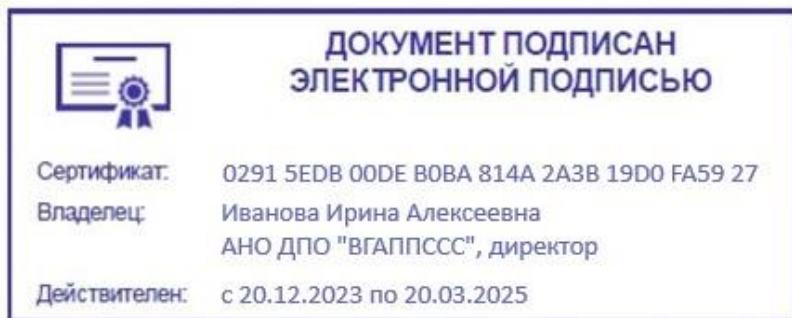 ДОКУМЕНТ ПОДПИСАН
ЭЛЕКТРОННОЙ ПОДПИСЬЮ
Сертификат: 0291 5EDB 00DE B0BA 814A 2A3B 19D0 FA59 27
Владелец: Иванова Ирина Алексеевна
АНО ДПО "ВГАППССС", директор
Действителен: с 20.12.2023 по 20.03.2025